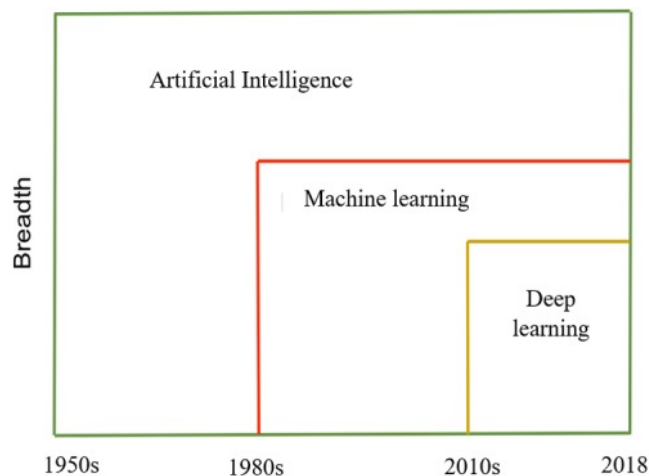 Artificial Intelligence
Breadth
Machine learning
Deep
learning
1950s 1980s 2010s 2018